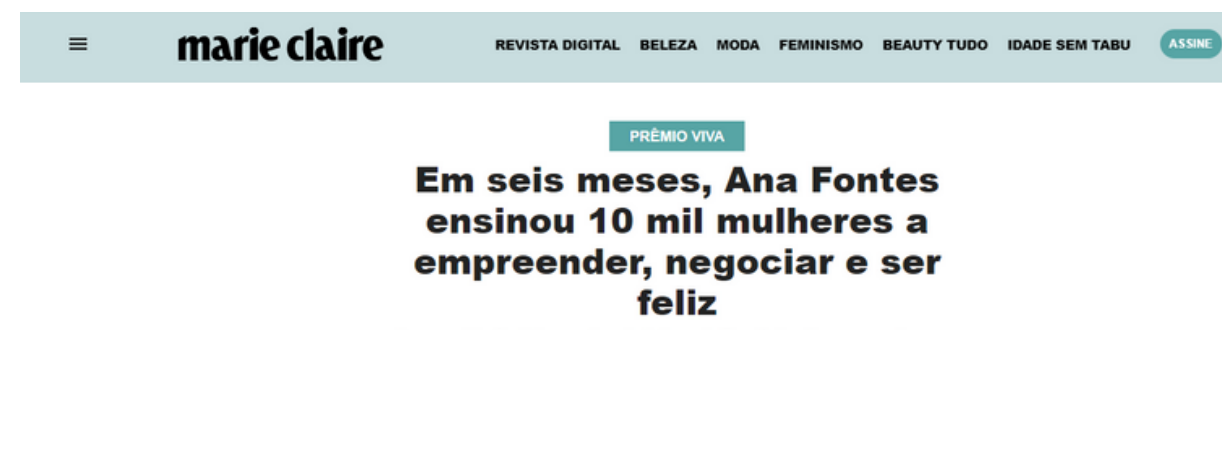 marie claire
REVISTA DIGITAL BELEZA MODA FEMINISMO BEAUTY TUDO IDADE SEM TABU ASSINE
PRÊMIO VIVA
Em seis meses, Ana Fontes
ensinou 10 mil mulheres a
empreender, negociar e ser
feliz